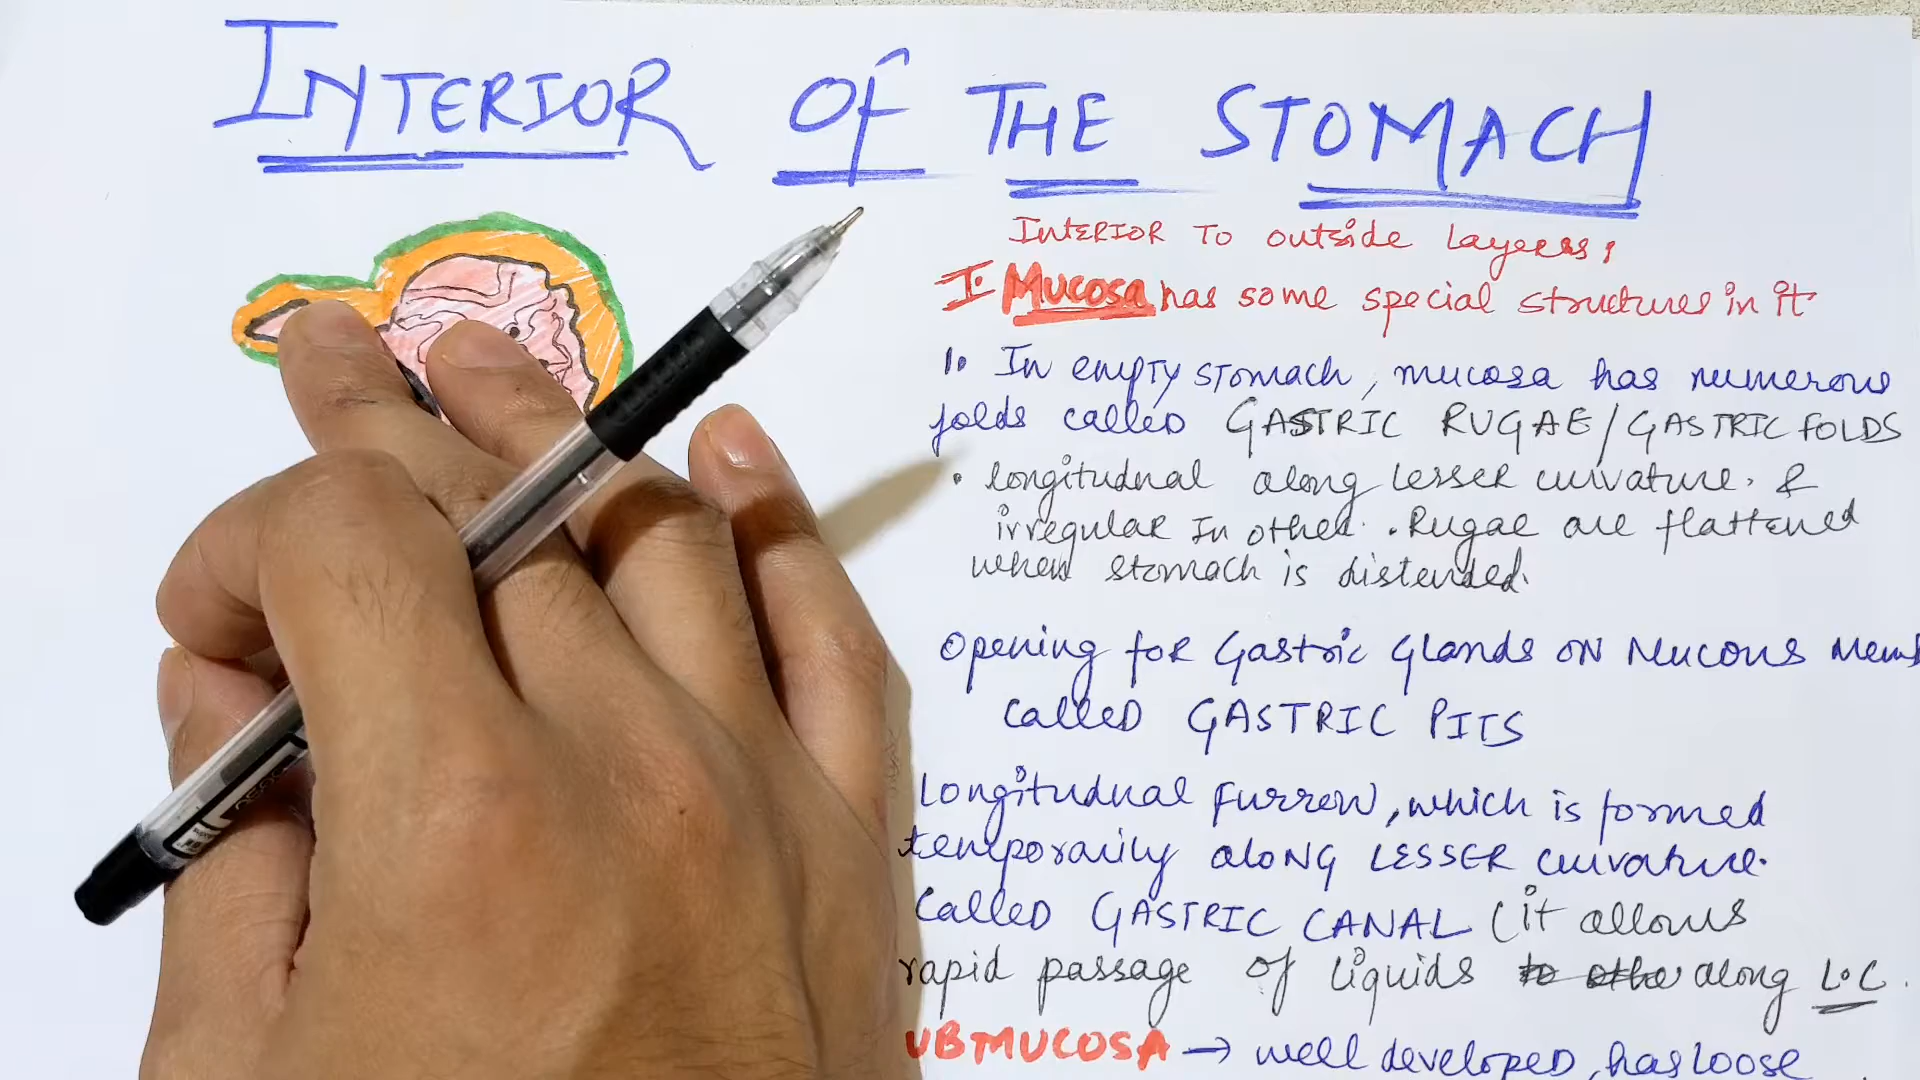 INTERIOR OF THE STOMACH
INTERIOR TO outside Layers;
I. Mucosa has some special structures in it
1. In empty stomach, mucosa has numerous
folds called GASTRIC RUGAE/GASTRIC FOLDS
• longitudnal along lesser curvature. &
irregular In other. . Rugae are flattened
when stomach is distended.
Opening for Gastric Glands on Mucous Mem
called GASTRIC PITS
Longitudnal Furrow, which is formed
temporarily along LESSER curvature.
called GASTRIC CANAL (it allows
rapid passage of liquids to along L.C.
UBMUCOSA → well developed, has loose